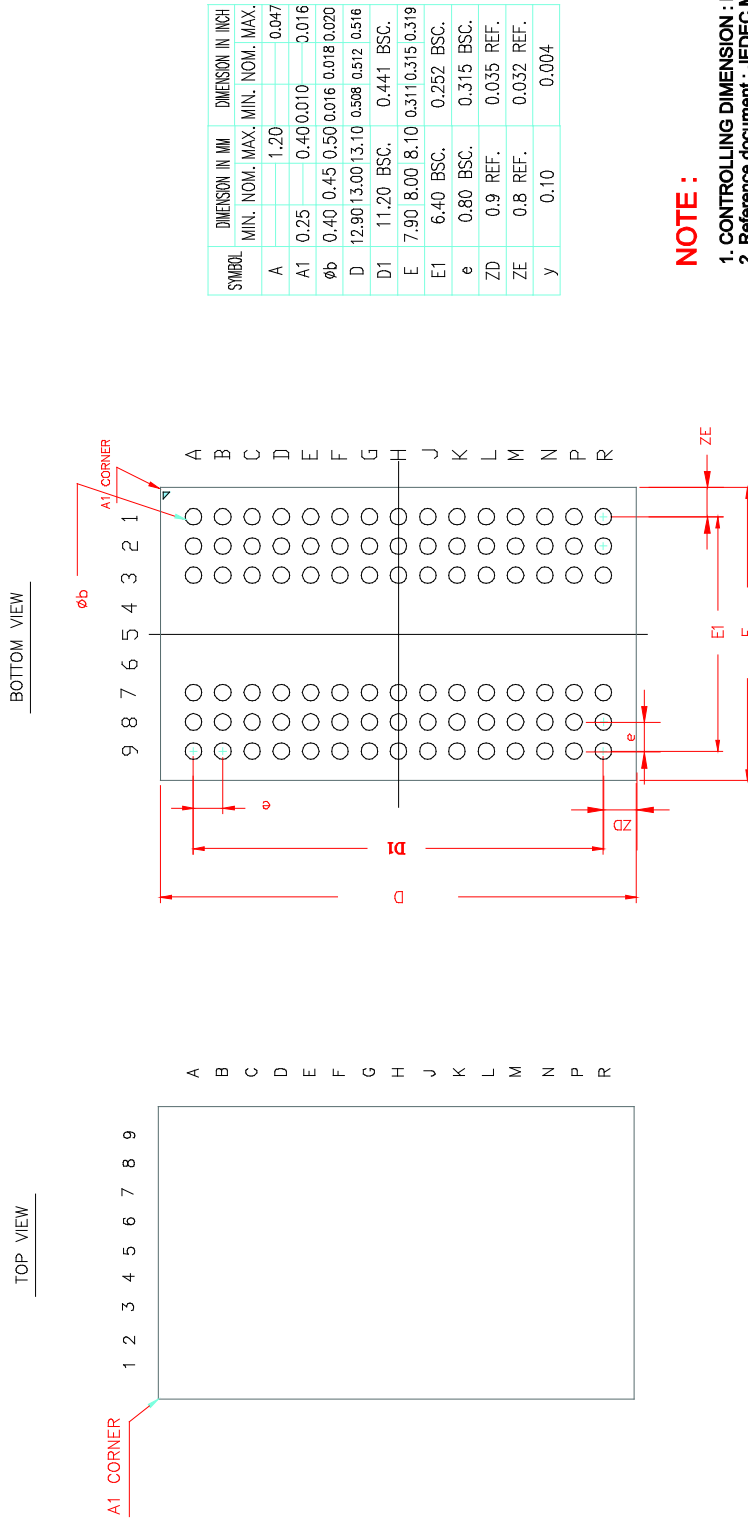 TOP VIEW
A1 CORNER
1 2 3 4 5 6 7 8 9
A
B
C
D
E
F
G
H
J
K
L
M
N
P
R
BOTTOM VIEW
Øb
A1 CORNER
9 8 7 6 5 4 3 2 1
A
B
C
D
E
F
G
H
J
K
L
M
N
P
R
e
D1
D
ZD
e
E1
ZE
SYMBOL DIMENSION IN MM DIMENSION IN INCH
MIN. NOM. MAX. MIN. NOM. MAX.
A 1.20 0.047
A1 0.25 0.40 0.010 0.016
Øb 0.40 0.45 0.50 0.016 0.018 0.020
D 12.90 13.00 13.10 0.508 0.512 0.516
D1 11.20 BSC. 0.441 BSC.
E 7.90 8.00 8.10 0.311 0.315 0.319
E1 6.40 BSC. 0.252 BSC.
e 0.80 BSC. 0.315 BSC.
ZD 0.9 REF. 0.035 REF.
ZE 0.8 REF. 0.032 REF.
y 0.10 0.004
NOTE :
1. CONTROLLING DIMENSION :
2. Reference document : JEDEC